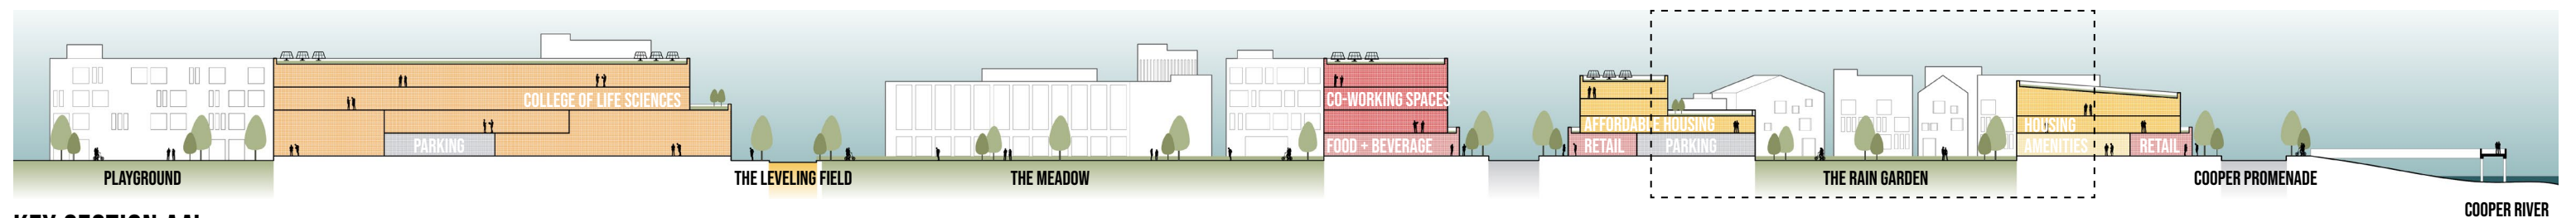 COLLEGE OF LIFE SCIENCES
PARKING
CO-WORKING SPACES
FOOD + BEVERAGE
AFFORDABLE HOUSING
RETAIL
PARKING
HOUSING
AMENITIES
RETAIL
PLAYGROUND
THE LEVELING FIELD
THE MEADOW
THE RAIN GARDEN
COOPER PROMENADE
COOPER RIVER